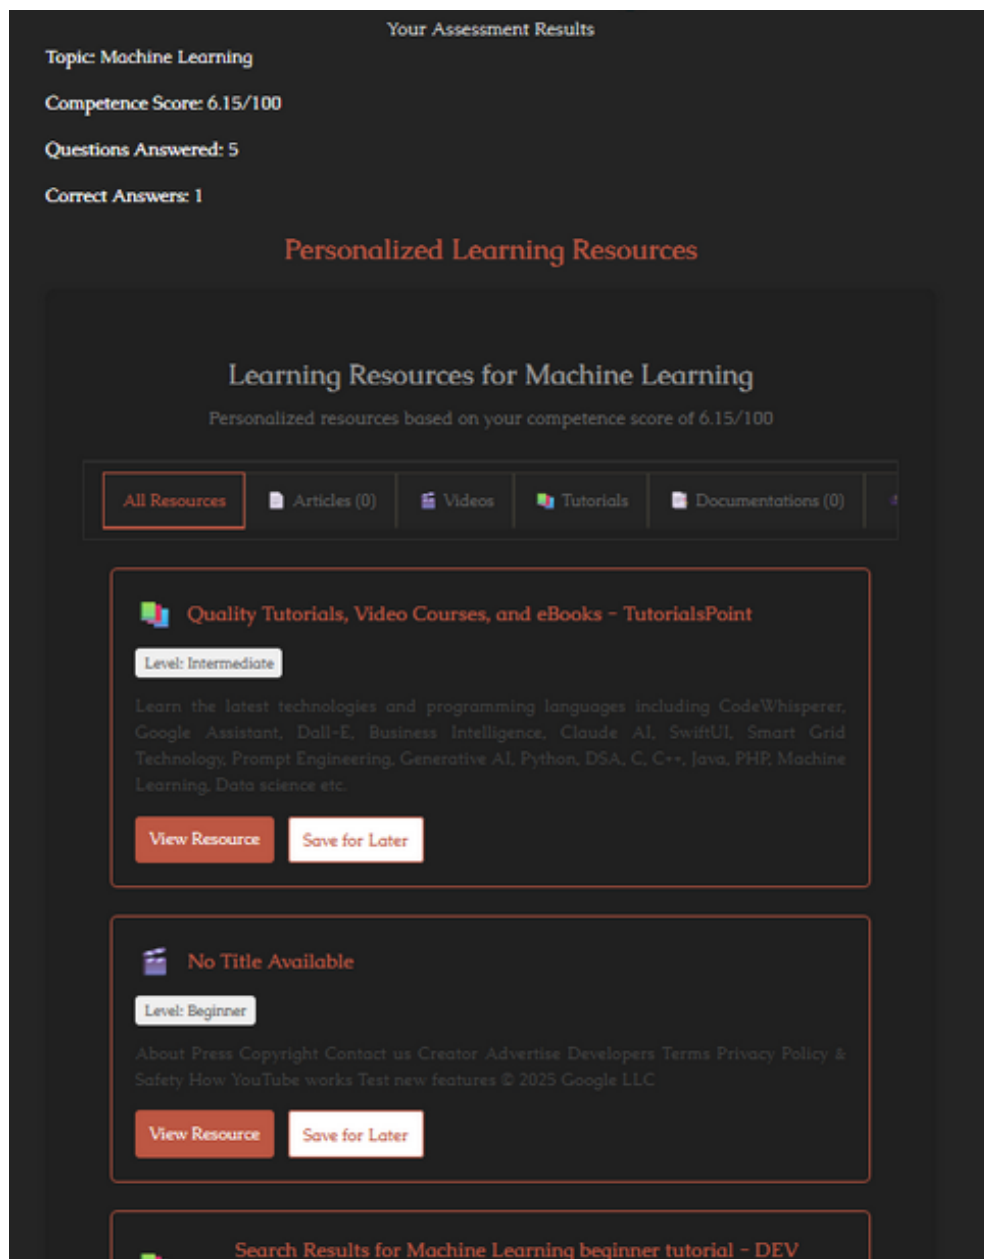 Your Assessment Results
Topic: Machine Learning
Competence Score: 6.15/100
Questions Answered: 5
Correct Answers: 1
Personalized Learning Resources
Learning Resources for Machine Learning
Personalized resources based on your competence score of 6.15/100
All Resources Articles (0) Videos Tutorials Documentations (0)
Quality Tutorials, Video Courses, and eBooks - TutorialsPoint
Level: Intermediate
Learn the latest technologies and programming languages including CodeWhisperer,
Google Assistant, Dall-E, Business Intelligence, Claude AI, SwiftUI, Smart Grid
Technology, Prompt Engineering, Generative AI, Python, DSA, C, C++, Java, PHP, Machine
Learning, Data science etc.
View Resource Save for Later
No Title Available
Level: Beginner
About Press Copyright Contact us Creator Advertise Developers Terms Privacy Policy &
Safety How YouTube works Test new features © 2025 Google LLC
View Resource Save for Later
Search Results for Machine Learning beginner tutorial - DEV